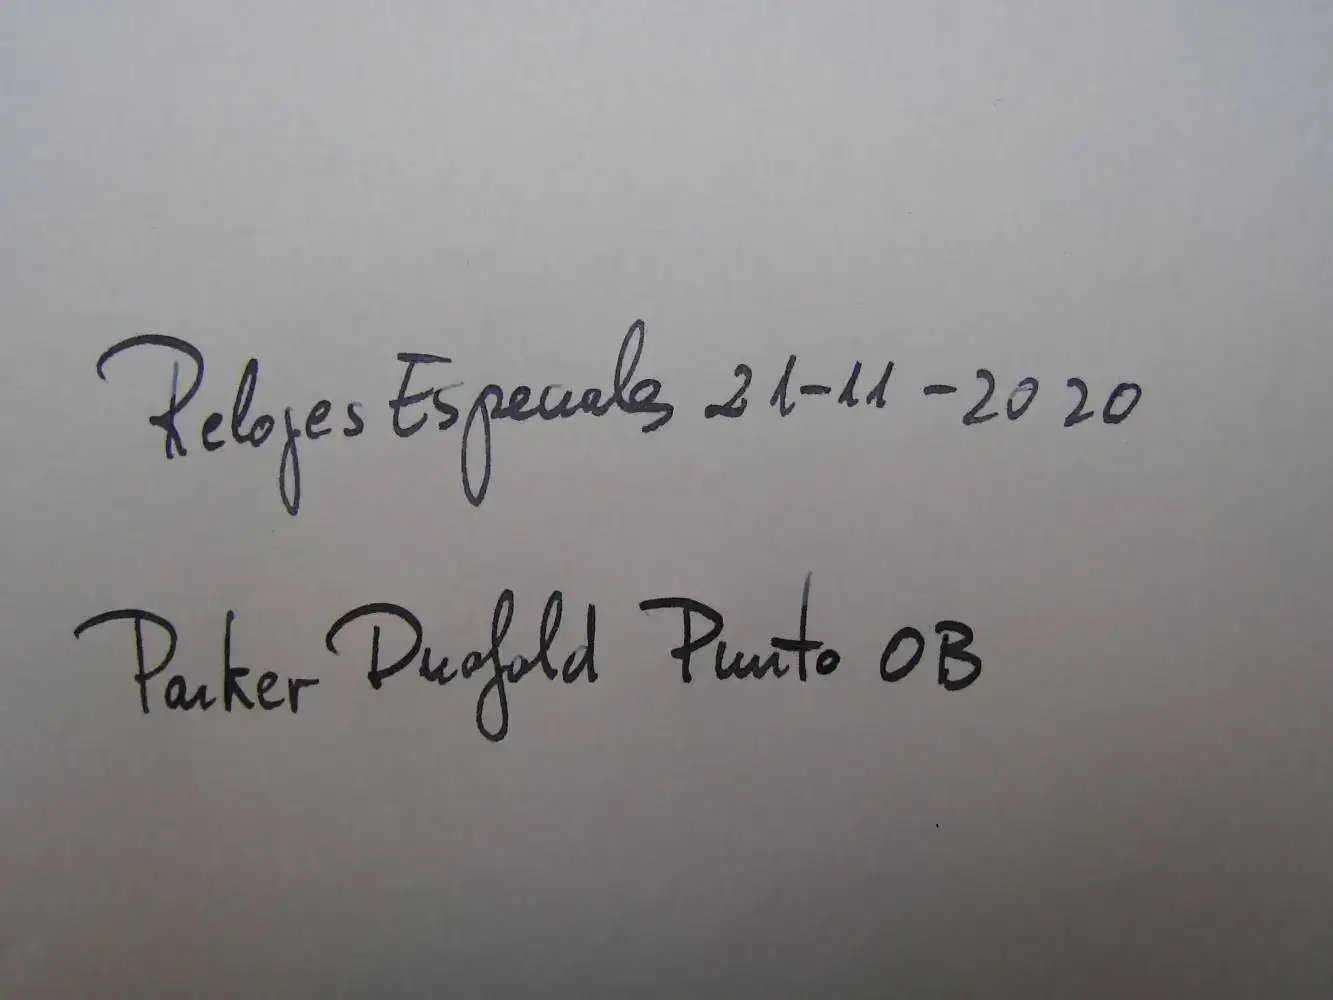 Relojes Especiales 21-11-2020
Parker Duofold Punto OB